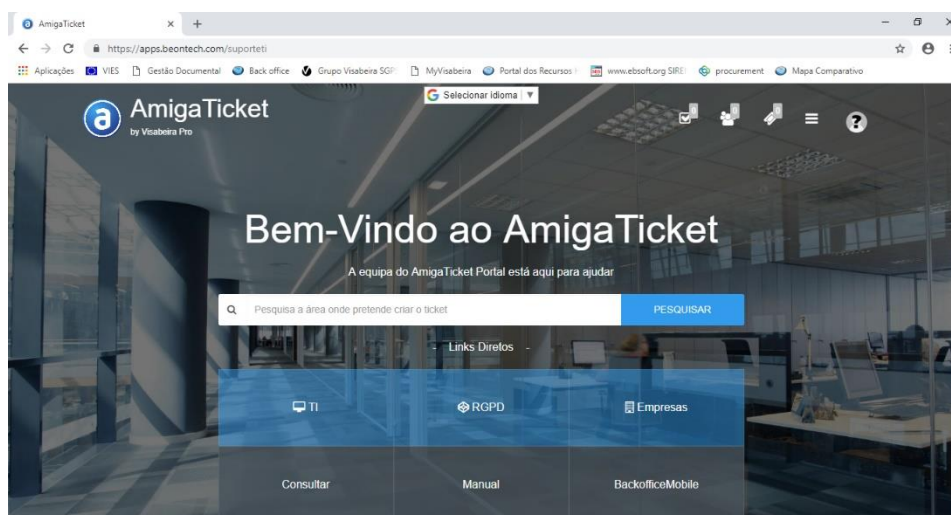 AmigaTicket
https://apps.beontech.com/suporteti
Aplicações VIES Gestão Documental Back office Grupo Visabeira SGP MyVisabeira Portal dos Recursos www.ebsoft.org SIRE procurement Mapa Comparativo
AmigaTicket
by Visabeira Pro
Selecionar idioma
0 0 0
Bem-Vindo ao AmigaTicket
A equipa do AmigaTicket Portal está aqui para ajudar
Pesquisa a área onde pretende criar o ticket
PESQUISAR
- Links Diretos -
TI RGPD Empresas
Consultar Manual BackofficeMobile